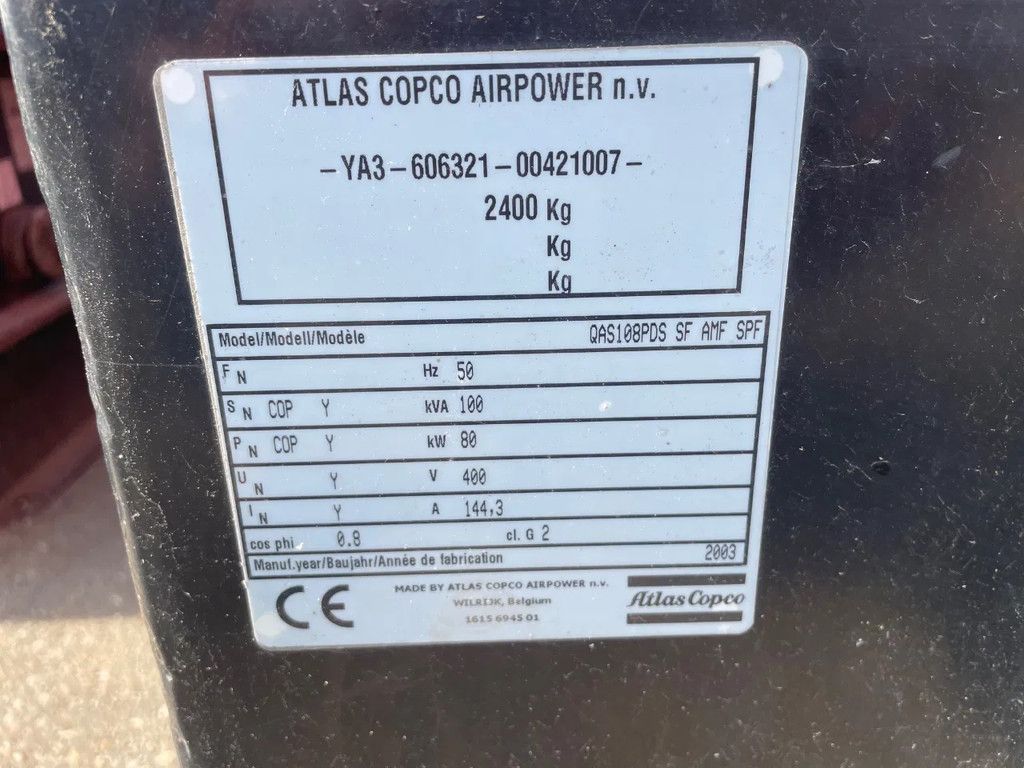 ATLAS COPCO AIRPOWER n.v.
-YA3-606321-00421007-
2400 Kg
Kg
Kg
Model/Modell/Modèle QAS108PDS SF AMF SPF
FN Hz 50
SN COP Y kVA 100
PN COP Y kW 80
UN Y V 400
IN Y A 144,3
cos phi 0.8 cl. G 2
Manuf.year/Baujahr/Année de fabrication 2003
CE
MADE BY ATLAS COPCO AIRPOWER n.v.
WILRIJK, Belgium
1615 6945 01
Atlas Copco